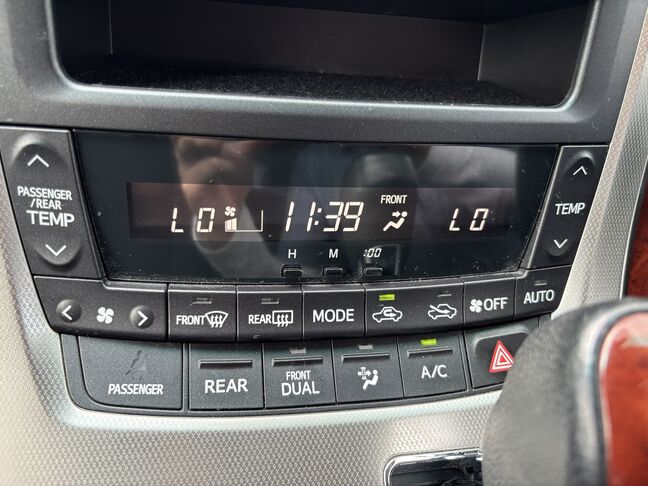 PASSENGER
/REAR
TEMP
LO
11:39
FRONT
LO
TEMP
H
M
:00
FRONT
REAR
MODE
OFF
AUTO
PASSENGER
REAR
FRONT
DUAL
A/C